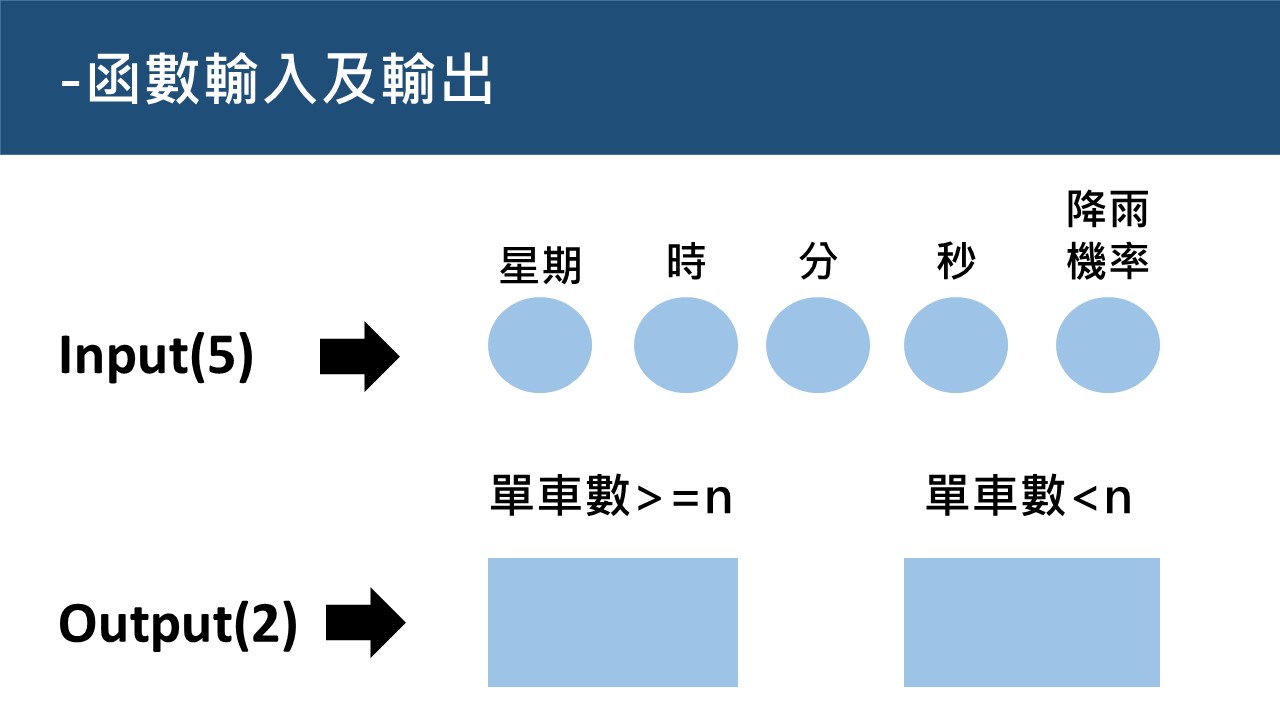 -函數輸入及輸出
星期
時
分
秒
降雨
機率
Input(5)
單車數>=n
單車數<n
Output(2)